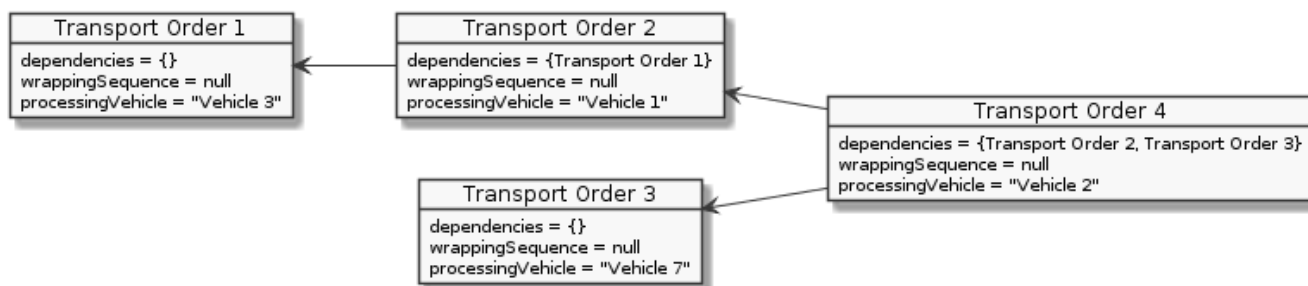 Transport Order 1
dependencies = {}
wrappingSequence = null
processingVehicle = "Vehicle 3"
Transport Order 2
dependencies = {Transport Order 1}
wrappingSequence = null
processingVehicle = "Vehicle 1"
Transport Order 3
dependencies = {}
wrappingSequence = null
processingVehicle = "Vehicle 7"
Transport Order 4
dependencies = {Transport Order 2, Transport Order 3}
wrappingSequence = null
processingVehicle = "Vehicle 2"